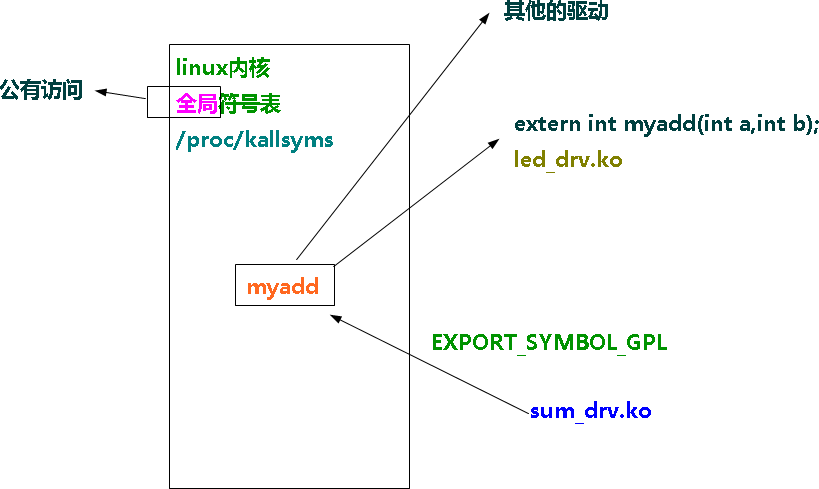 其他的驱动
linux内核
公有访问
全局符号表
extern int myadd(int a,int b);
/proc/kallsyms
led_drv.ko
myadd
EXPORT_SYMBOL_GPL
sum_drv.ko